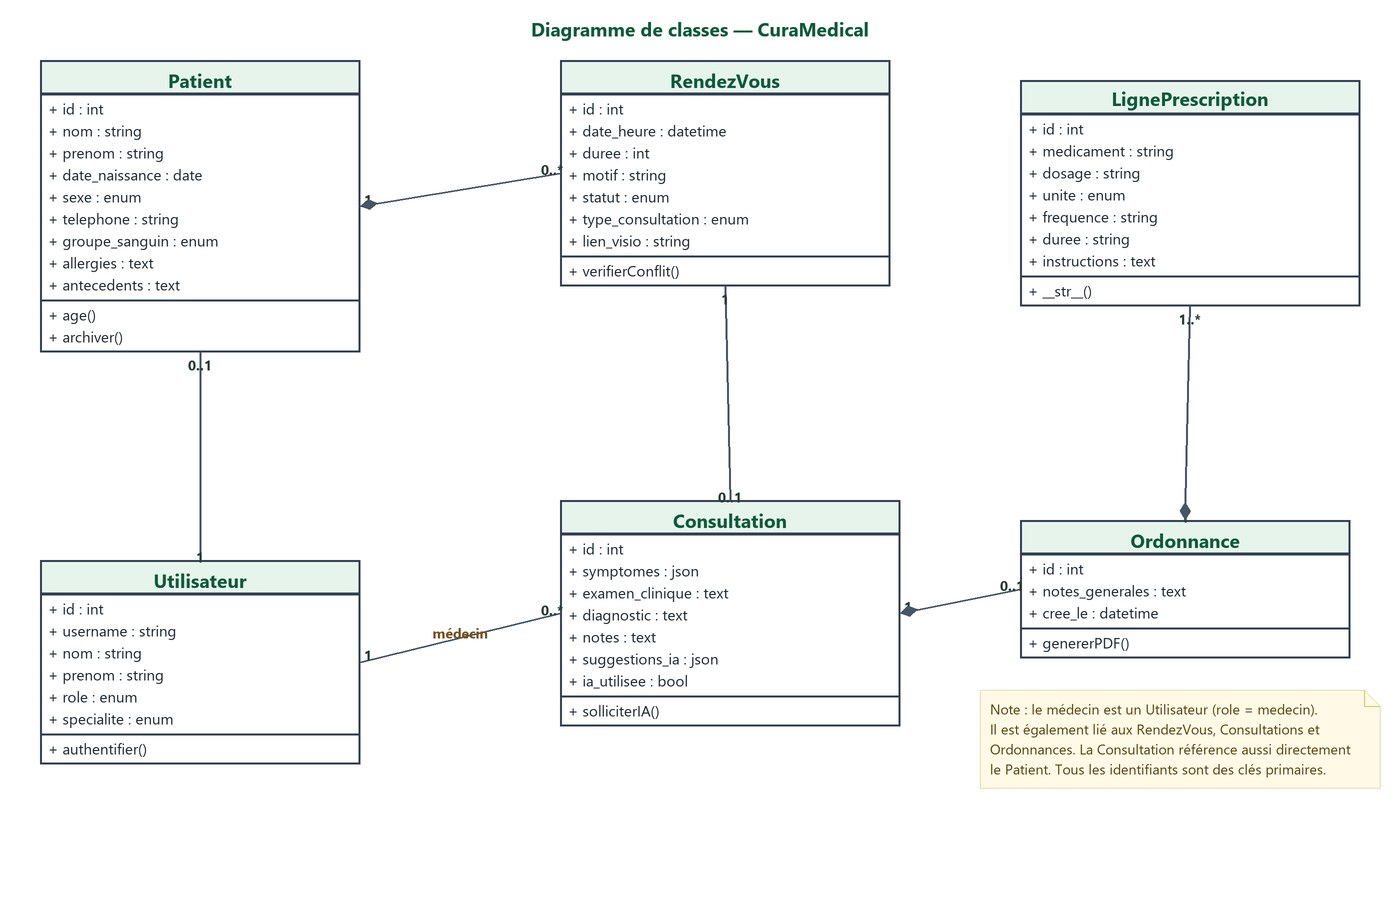 Diagramme de classes — CuraMedical
Patient
+ id : int
+ nom : string
+ prenom : string
+ date_naissance : date
+ sexe : enum
+ telephone : string
+ groupe_sanguin : enum
+ allergies : text
+ antecedents : text
+ age()
+ archiver()
1
0..*
RendezVous
+ id : int
+ date_heure : datetime
+ duree : int
+ motif : string
+ statut : enum
+ type_consultation : enum
+ lien_visio : string
+ verifierConflit()
LignePrescription
+ id : int
+ medicament : string
+ dosage : string
+ unite : enum
+ frequence : string
+ duree : string
+ instructions : text
+ __str__()
0..1
1
1
0..1
1..*
Utilisateur
+ id : int
+ username : string
+ nom : string
+ prenom : string
+ role : enum
+ specialite : enum
+ authentifier()
1
médecin
0..*
Consultation
+ id : int
+ symptomes : json
+ examen_clinique : text
+ diagnostic : text
+ notes : text
+ suggestions_ia : json
+ ia_utilisee : bool
+ solliciterIA()
1
0..1
Ordonnance
+ id : int
+ notes_generales : text
+ cree_le : datetime
+ genererPDF()
Note : le médecin est un Utilisateur (role = medecin).
Il est également lié aux RendezVous, Consultations et
Ordonnances. La Consultation référence aussi directement
le Patient. Tous les identifiants sont des clés primaires.